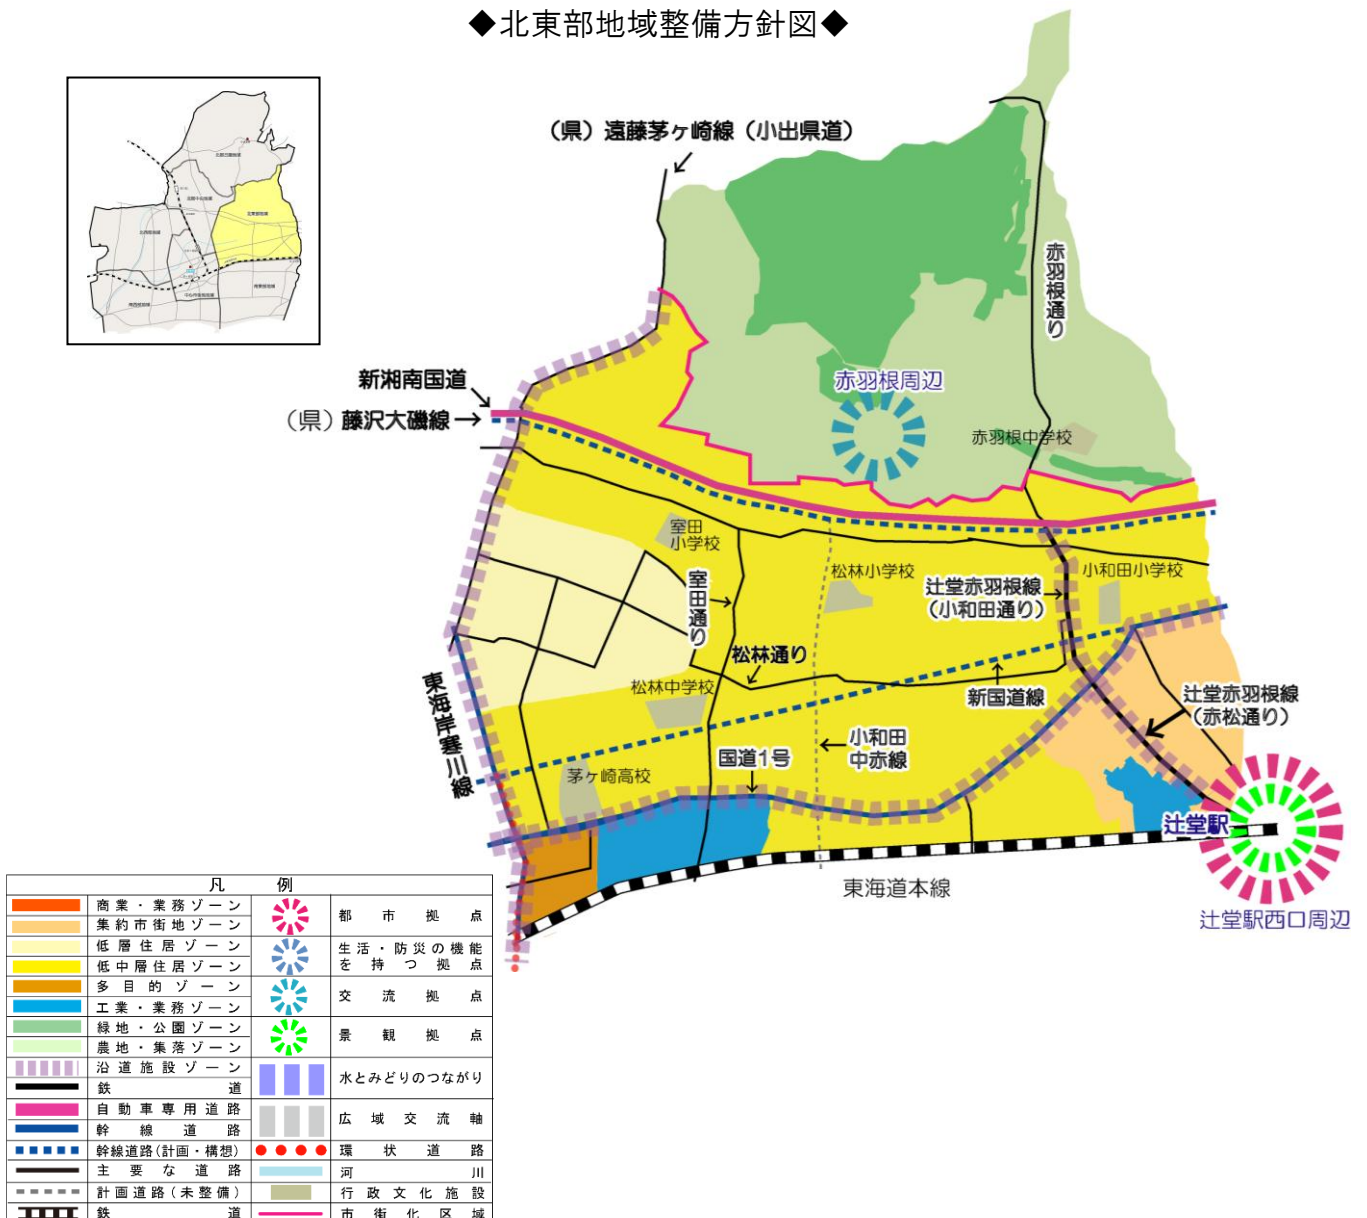 ◆北東部地域整備方針図◆
(県)遠藤茅ヶ崎線(小出県道)
赤羽根通り
新湘南国道
(県)藤沢大磯線→
赤羽根周辺
赤羽根中学校
室田
小学校
松林小学校
小和田小学校
室田通り
辻堂赤羽根線
(小和田通り)
松林通り
松林中学校
新国道線
辻堂赤羽根線
(赤松通り)
東海岸寒川線
小和田
中赤線
国道1号
茅ヶ崎高校
辻堂駅
東海道本線
辻堂駅西口周辺
凡例
商業・業務ゾーン
集約市街地ゾーン
都市拠点
低層住居ゾーン
低中層住居ゾーン
生活・防災の機能
を持つ拠点
多目的ゾーン
工業・業務ゾーン
交流拠点
緑地・公園ゾーン
農地・集落ゾーン
景観拠点
沿道施設ゾーン
鉄道
水とみどりのつながり
自動車専用道路
幹線道路
広域交流軸
幹線道路(計画・構想)
環状道路
主要な道路
河川
計画道路(未整備)
行政文化施設
鉄道
市街化区域